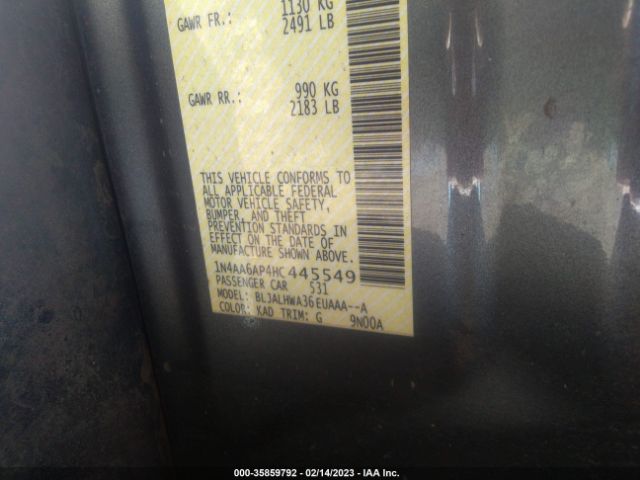 1130 KG
GAWR FR.: 2491 LB
990 KG
GAWR RR.: 2183 LB
THIS VEHICLE CONFORMS TO
ALL APPLICABLE FEDERAL
MOTOR VEHICLE SAFETY,
BUMPER, AND THEFT
PREVENTION STANDARDS IN
EFFECT ON THE DATE OF
MANUFACTURE SHOWN ABOVE.
1N4AA6AP4HC445549
PASSENGER CAR 531
MODEL: BLJALHWA36EUAAA--A
COLOR: KAD TRIM: G 9N00A
000-35859792 - 02/14/2023 - IAA Inc.